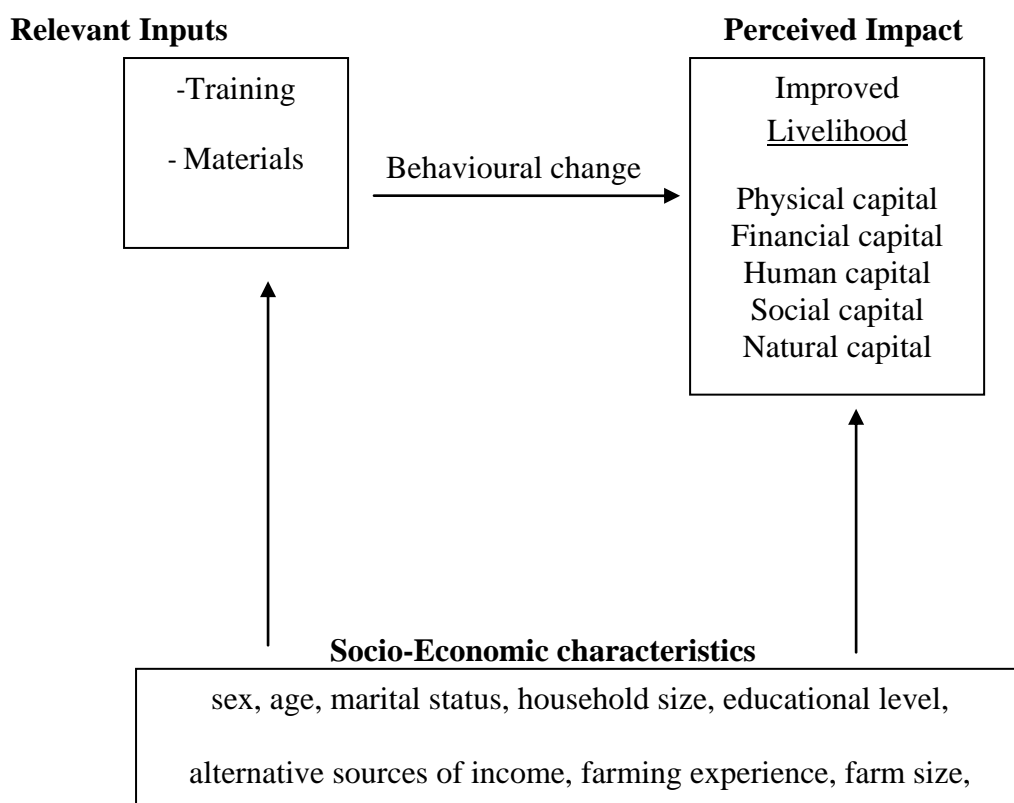 Relevant Inputs
Perceived Impact
-Training
- Materials
Behavioural change
Improved
Livelihood
Physical capital
Financial capital
Human capital
Social capital
Natural capital
Socio-Economic characteristics
sex, age, marital status, household size, educational level,
alternative sources of income, farming experience, farm size,